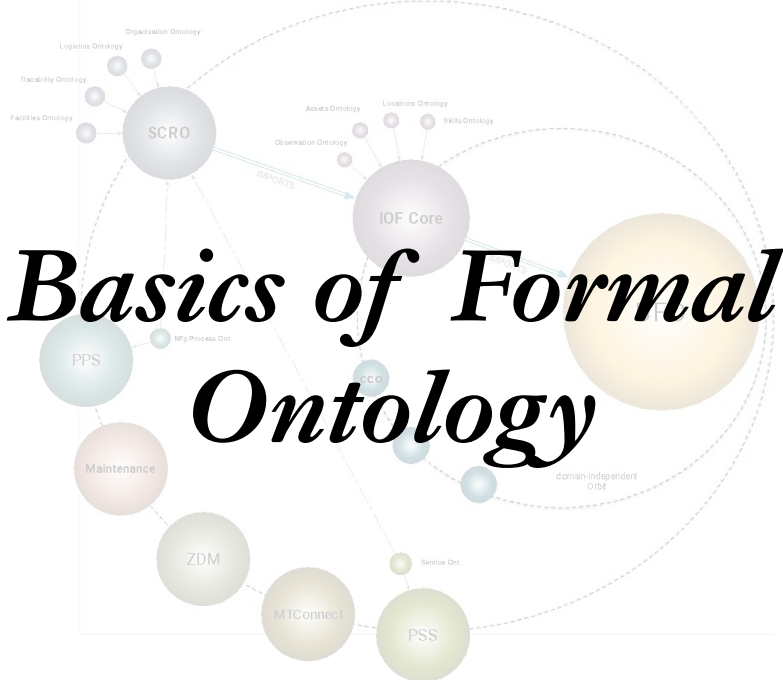 Organization Ontology
Logistics Ontology
Tracability Ontology
Facilities Ontology
SCRO
IMPORTS
Assets Ontology
Locations Ontology
Skills Ontology
Observation Ontology
IOF Core
Basics of Formal
Ontology
PPS
Mfg Process Ont.
cco
Maintenance
domain-independent
Orbit
ZDM
MTConnect
Service Ont.
PSS